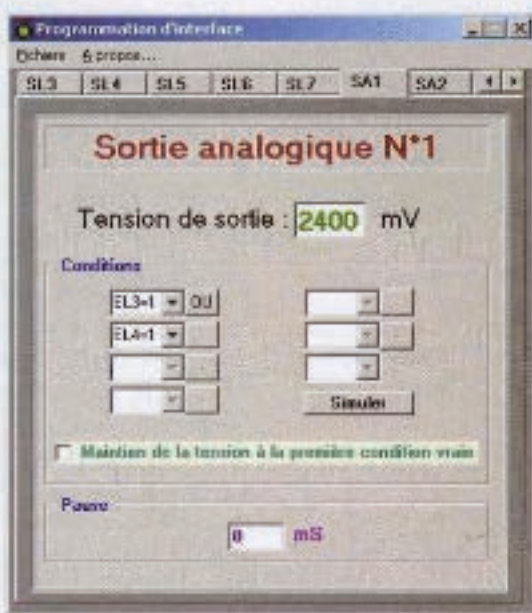 Programmation d'interface
Fichiers A propos...
SL3 SL4 SL5 SL6 SL7 SA1 SA2
Sortie analogique N°1
Tension de sortie : 2400 mV
Conditions
EL3=1 OU
EL4=1
Simuler
Maintien de la tension à la première condition vraie
Pause
0 mS